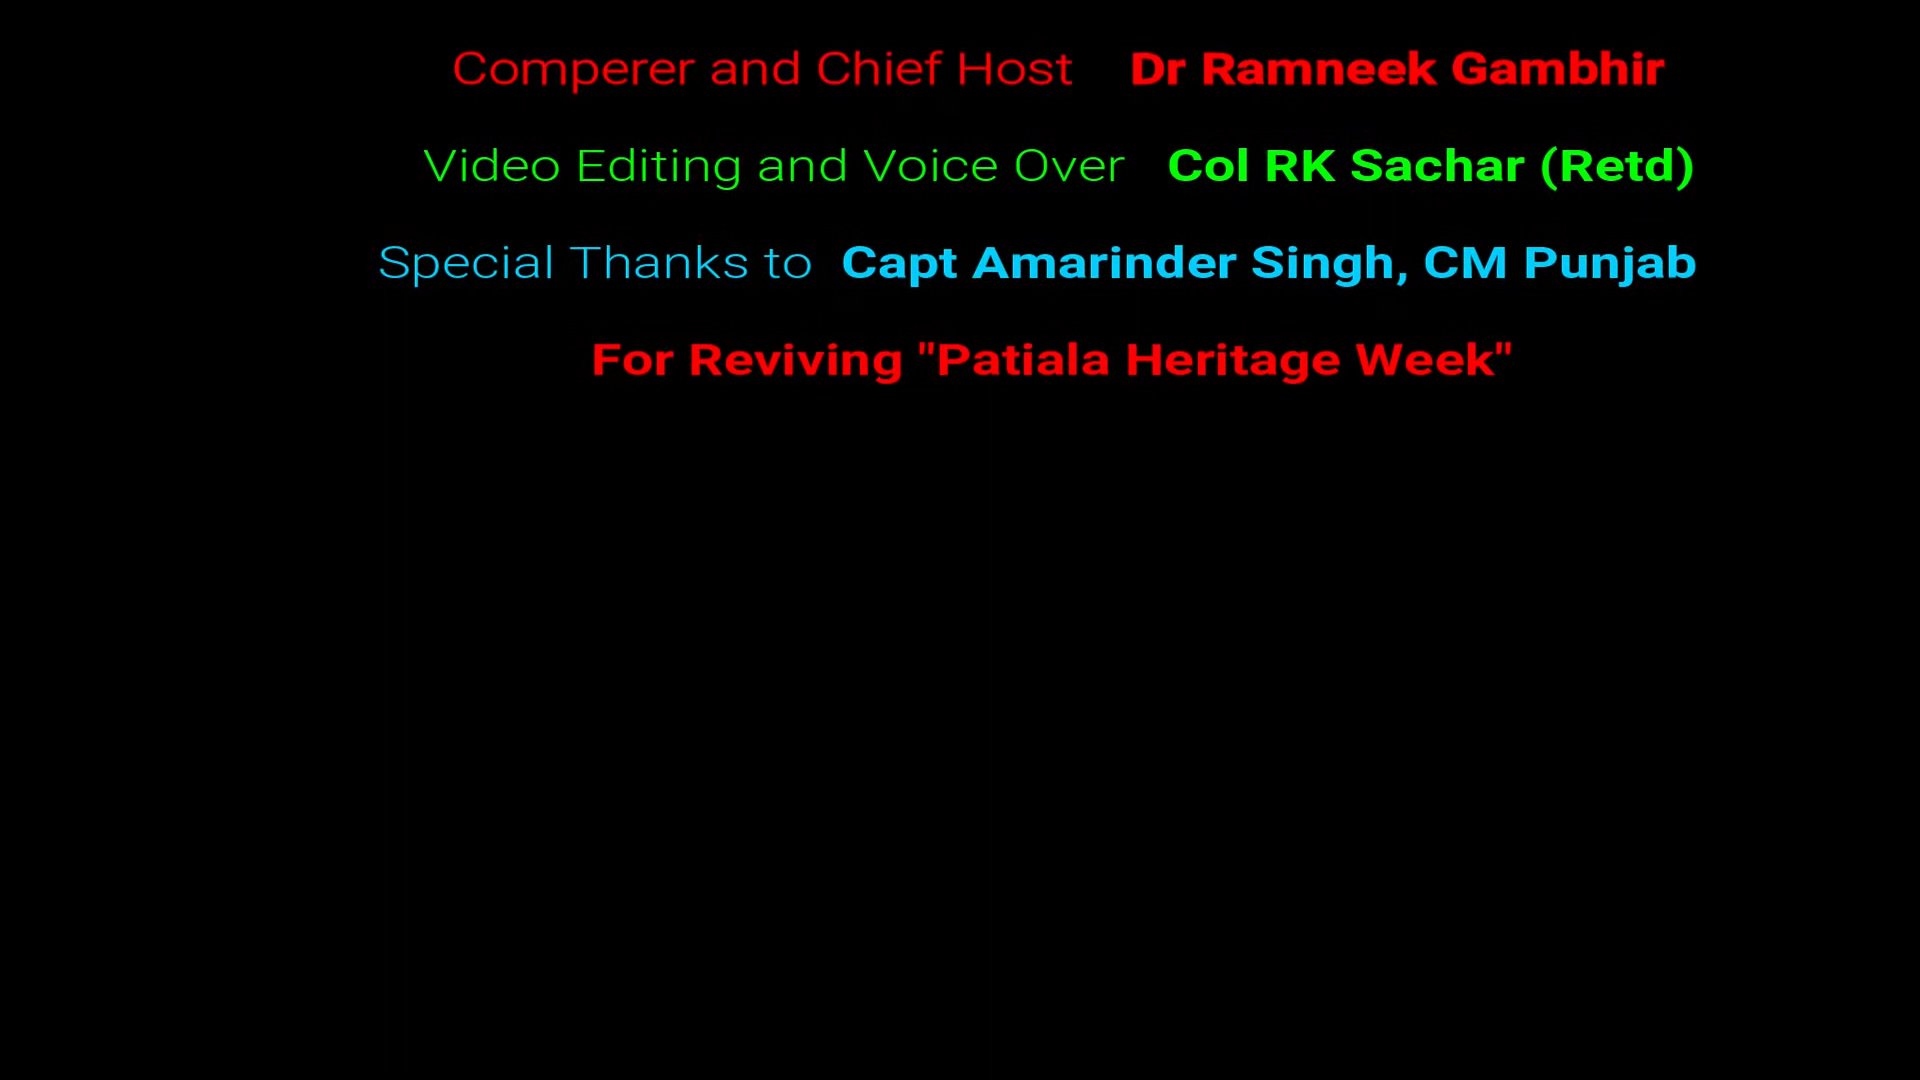 Comperer and Chief Host Dr Ramneek Gambhir
Video Editing and Voice Over Col RK Sachar (Retd)
Special Thanks to Capt Amarinder Singh, CM Punjab
For Reviving "Patiala Heritage Week"